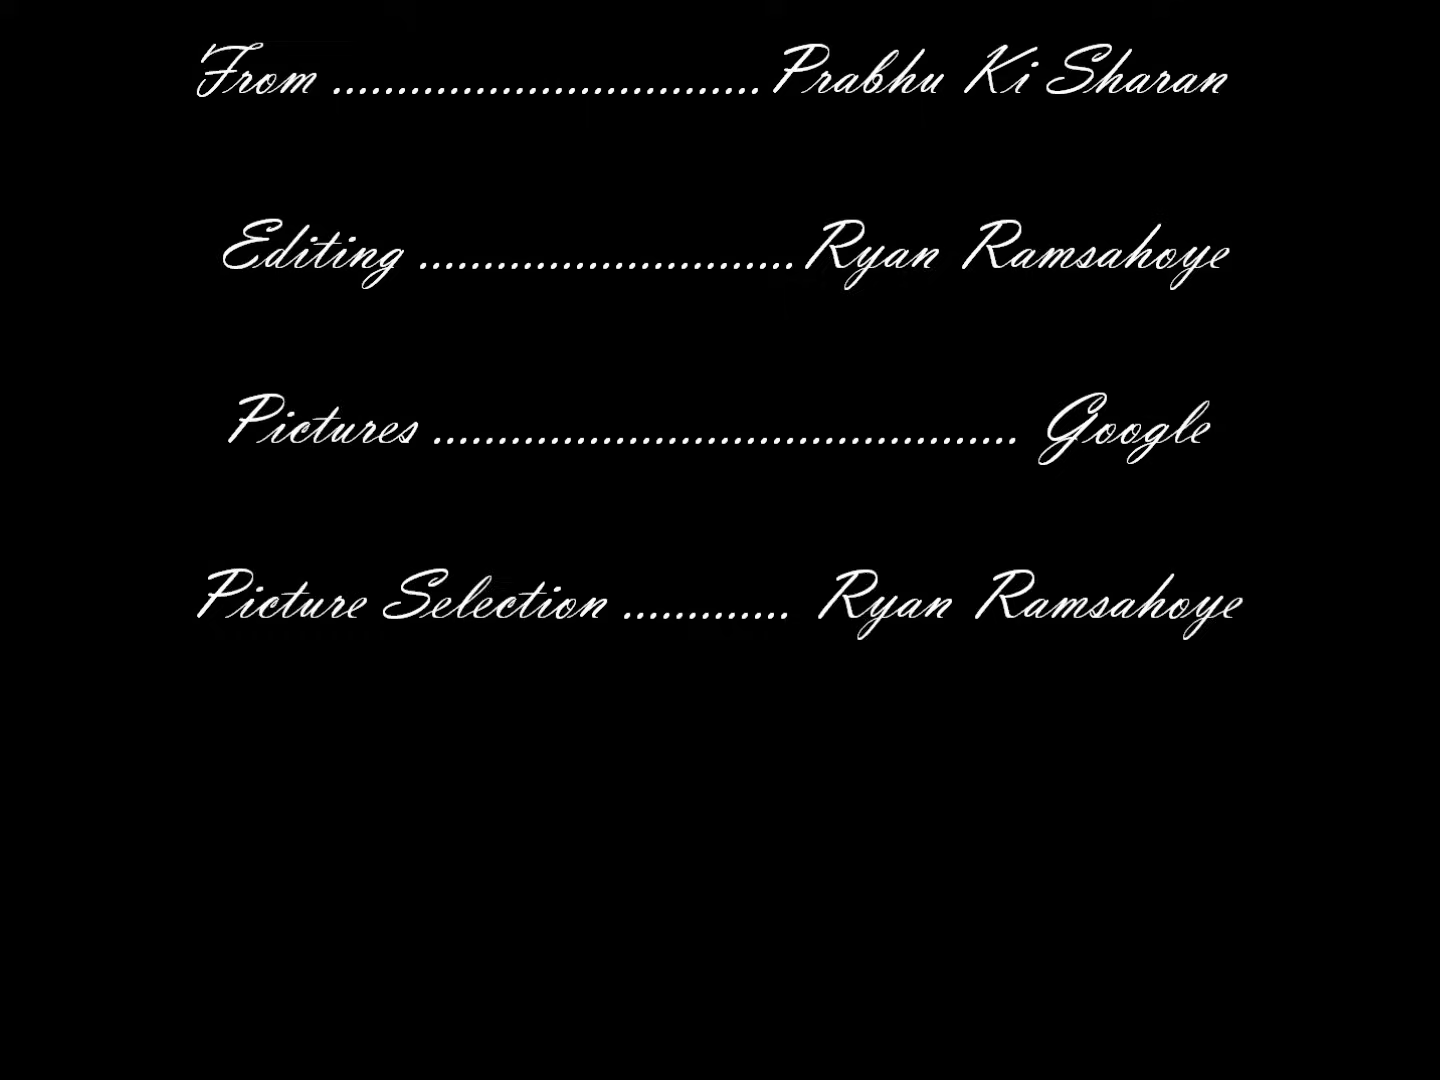 From ................................. Prabhu Ki Sharan
Editing ............................. Ryan Ramsahoye
Pictures ............................................. Google
Picture Selection ............. Ryan Ramsahoye